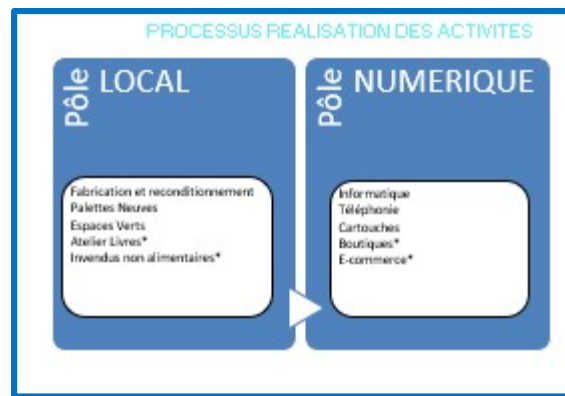 PROCESSUS REALISATION DES ACTIVITES
Pôle LOCAL
Fabrication et reconditionnement
Palettes Neuves
Espaces Verts
Atelier Livres*
Invendus non alimentaires*
Pôle NUMERIQUE
Informatique
Téléphonie
Cartouches
Boutiques*
E-commerce*